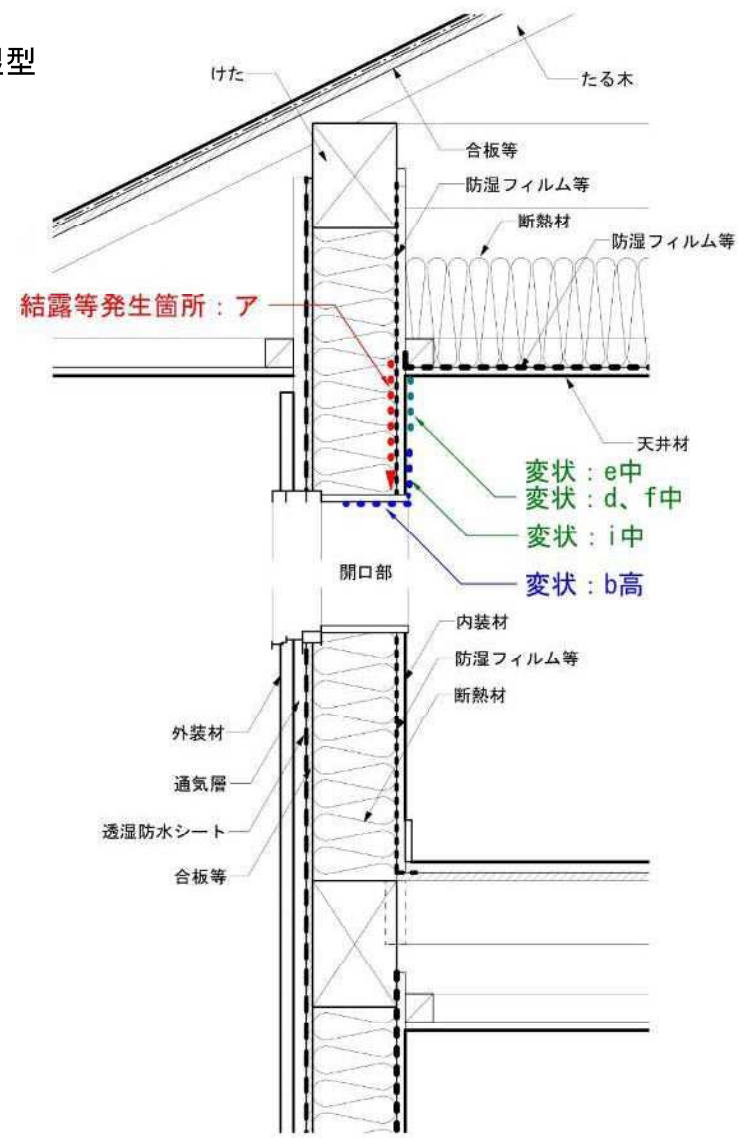 型
けた
たる木
合板等
防湿フィルム等
断熱材
防湿フィルム等
結露等発生箇所：ア
天井材
変状：e中
変状：d、f中
変状：i中
開口部
変状：b高
内装材
防湿フィルム等
断熱材
外装材
通気層
透湿防水シート
合板等